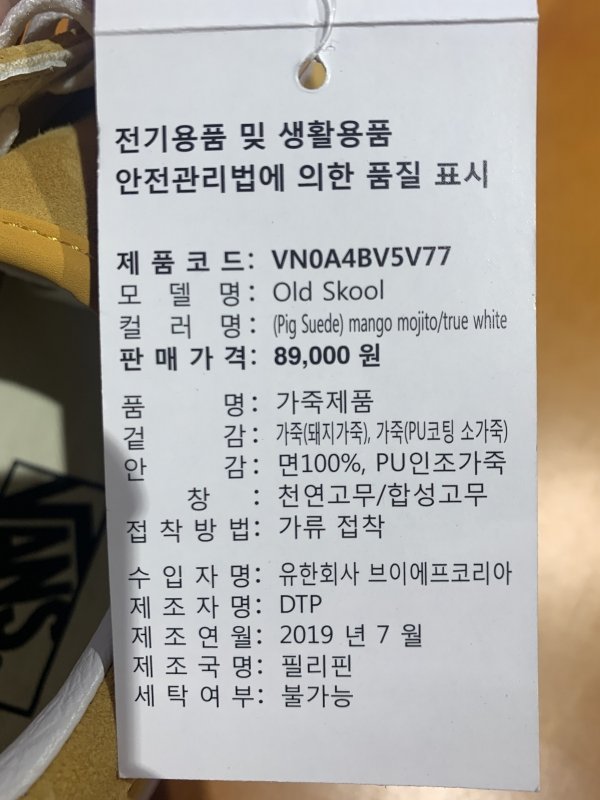 전기용품 및 생활용품
안전관리법에 의한 품질 표시
제품코드: VN0A4BV5V77
모델명: Old Skool
컬러명: (Pig Suede) mango mojito/true white
판매가격: 89,000 원
품명: 가죽제품
겉감: 가죽(돼지가죽), 가죽(PU코팅 소가죽)
안감: 면100%, PU인조가죽
창: 천연고무/합성고무
접착방법: 가류 접착
수입자명: 유한회사 브이에프코리아
제조자명: DTP
제조연월: 2019 년 7 월
제조국명: 필리핀
세탁여부: 불가능
VANS